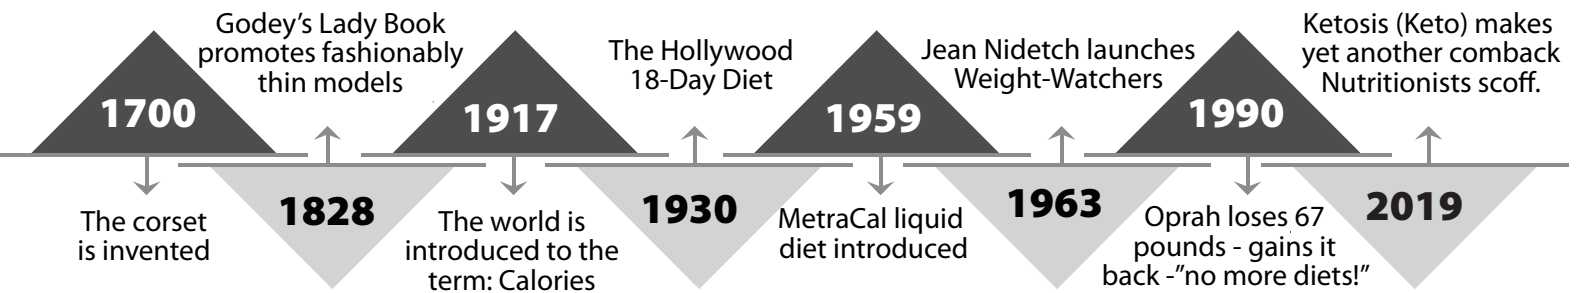 1700
The corset
is invented
Godey’s Lady Book
promotes fashionably
thin models
1828
1917
The world is
introduced to the
term: Calories
The Hollywood
18-Day Diet
1930
1959
MetraCal liquid
diet introduced
Jean Nidetch launches
Weight-Watchers
1963
1990
Oprah loses 67
pounds - gains it
back -”no more diets!”
Ketosis (Keto) makes
yet another comback
Nutritionists scoff.
2019